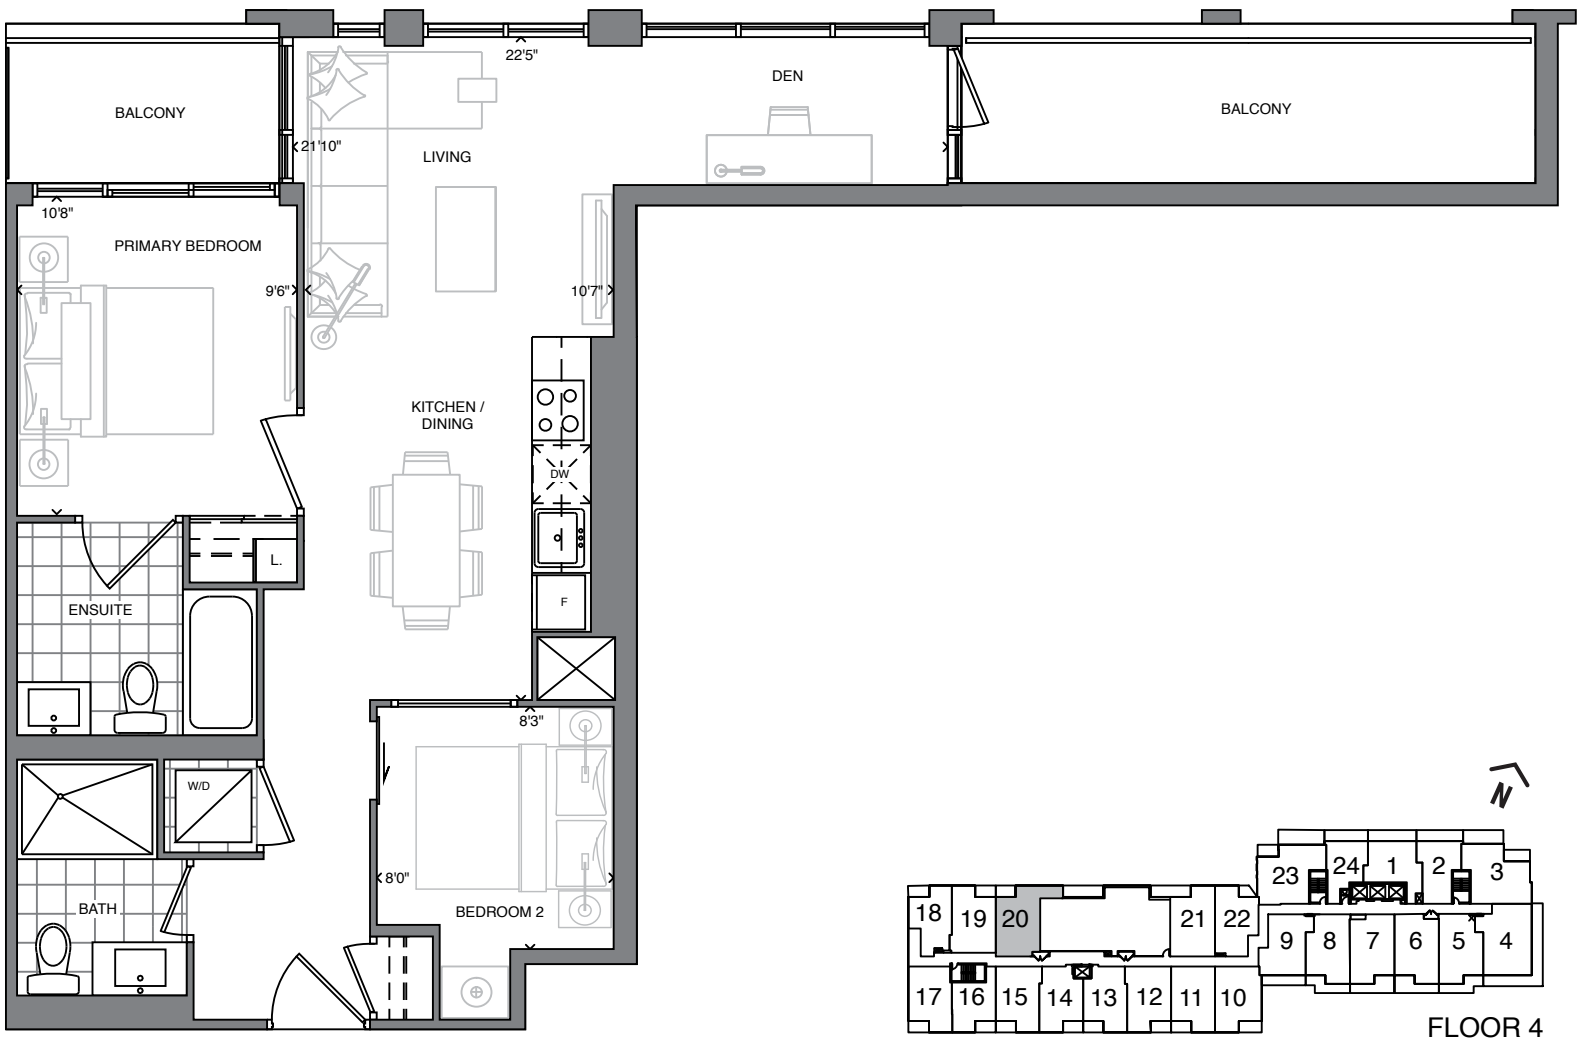 22'5"
DEN
BALCONY
BALCONY
21'10"
LIVING
10'8"
PRIMARY BEDROOM
9'6"
10'7"
KITCHEN /
DINING
DW
L.
F
ENSUITE
8'3"
W/D
8'0"
BATH
BEDROOM 2
N
23
24
1
2
3
18
19
20
21
22
9
8
7
6
5
4
17
16
15
14
13
12
11
10
FLOOR 4